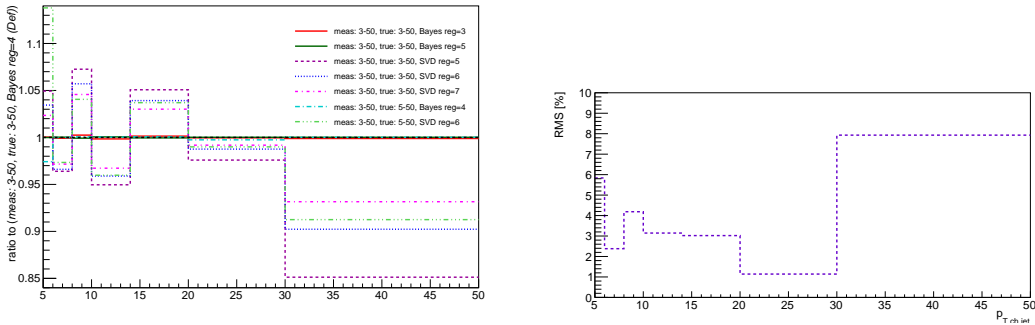 ratio to (meas: 3-50, true: 3-50, Bayes reg=4 (Def))
1.1
1.05
1
0.95
0.9
0.85
meas: 3-50, true: 3-50, Bayes reg=3
meas: 3-50, true: 3-50, Bayes reg=5
meas: 3-50, true: 3-50, SVD reg=5
meas: 3-50, true: 3-50, SVD reg=6
meas: 3-50, true: 3-50, SVD reg=7
meas: 3-50, true: 5-50, Bayes reg=4
meas: 3-50, true: 5-50, SVD reg=6
5 10 15 20 25 30 35 40 45 50
RMS [%]
10
9
8
7
6
5
4
3
2
1
0
5 10 15 20 25 30 35 40 45 50
p T,ch jet